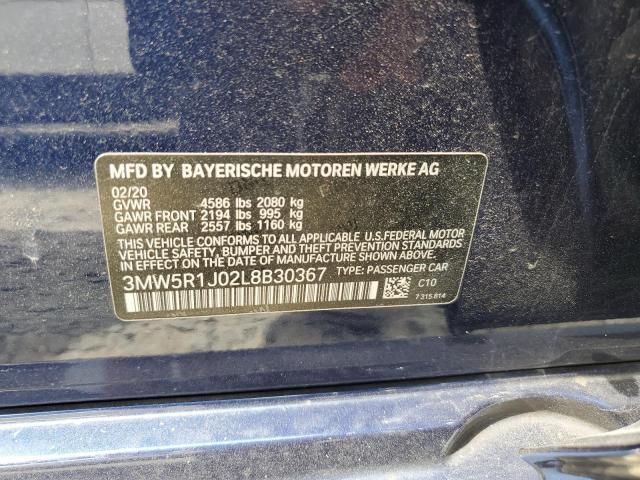 MFD BY BAYERISCHE MOTOREN WERKE AG
02/20
GVWR 4586 lbs 2080 kg
GAWR FRONT 2194 lbs 995 kg
GAWR REAR 2557 lbs 1160 kg
THIS VEHICLE CONFORMS TO ALL APPLICABLE U.S.FEDERAL MOTOR
VEHICLE SAFETY, BUMPER AND THEFT PREVENTION STANDARDS
IN EFFECT ON THE DATE OF MANUFACTURE SHOWN ABOVE.
3MW5R1J02L8B30367 TYPE: PASSENGER CAR
C10
7 315 814